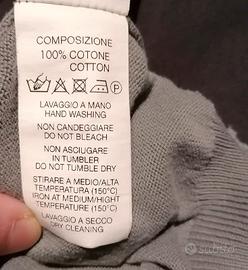 COMPOSIZIONE
100% COTONE
COTTON
P
LAVAGGIO A MANO
HAND WASHING
NON CANDEGGIARE
DO NOT BLEACH
NON ASCIUGARE
IN TUMBLER
DO NOT TUMBLE DRY
STIRARE A MEDIO/ALTA
TEMPERATURA (150°C)
IRON AT MEDIUM/HIGHT
TEMPERATURE (150°C)
LAVAGGIO A SECCO
DRY CLEANING
subito